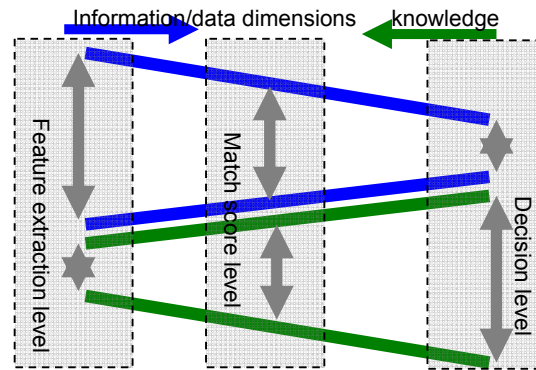 Information/data dimensions
knowledge
Feature extraction level
Match score level
Decision level